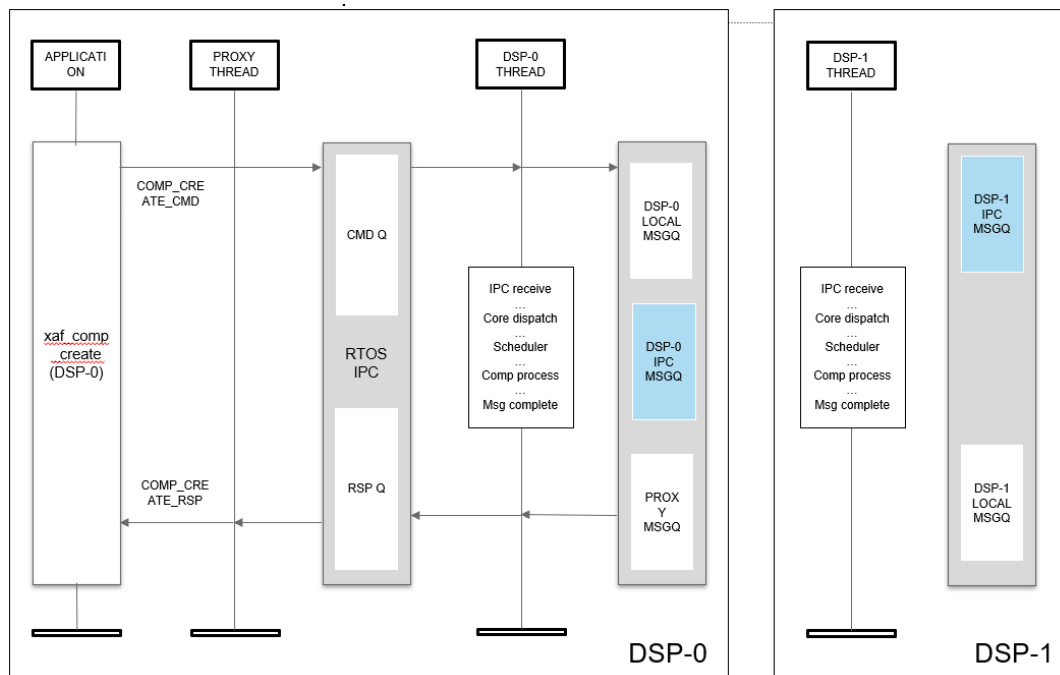 APPLICATI
ON
PROXY
THREAD
DSP-0
THREAD
DSP-1
THREAD
COMP_CRE
ATE_CMD
CMD Q
DSP-0
LOCAL
MSGQ
DSP-1
IPC
MSGQ
xaf_comp
_create
(DSP-0)
RTOS
IPC
IPC receive
...
Core dispatch
...
Scheduler
...
Comp process
...
Msg complete
DSP-0
IPC
MSGQ
IPC receive
...
Core dispatch
...
Scheduler
...
Comp process
...
Msg complete
COMP_CRE
ATE_RSP
RSP Q
PROX
Y
MSGQ
DSP-1
LOCAL
MSGQ
DSP-0
DSP-1